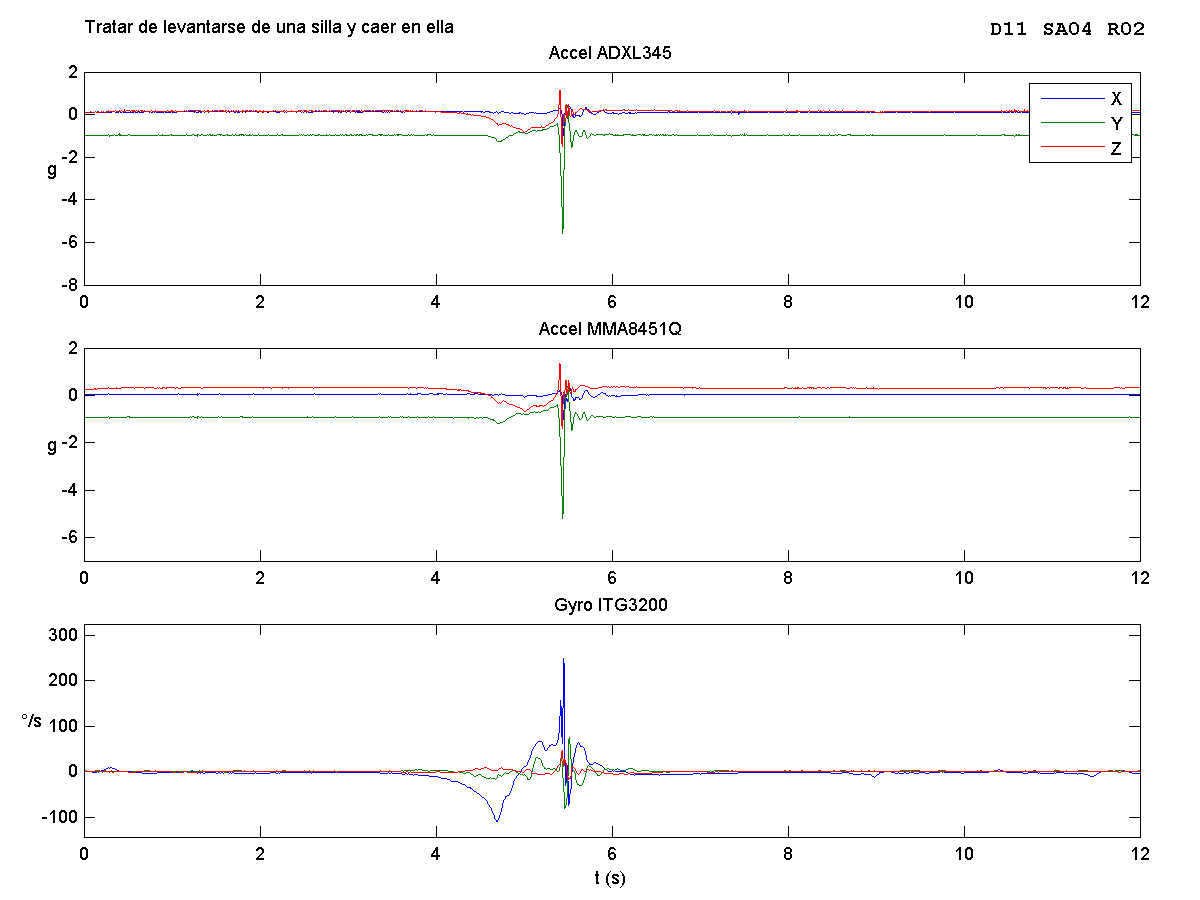 Tratar de levantarse de una silla y caer en ella
D11 SA04 R02
Accel ADXL345
2
0
-2
-4
-6
-8
g
X
Y
Z
0 2 4 6 8 10 12
Accel MMA8451Q
2
0
-2
-4
-6
g
0 2 4 6 8 10 12
Gyro ITG3200
300
200
100
0
-100
°/s
0 2 4 6 8 10 12
t (s)